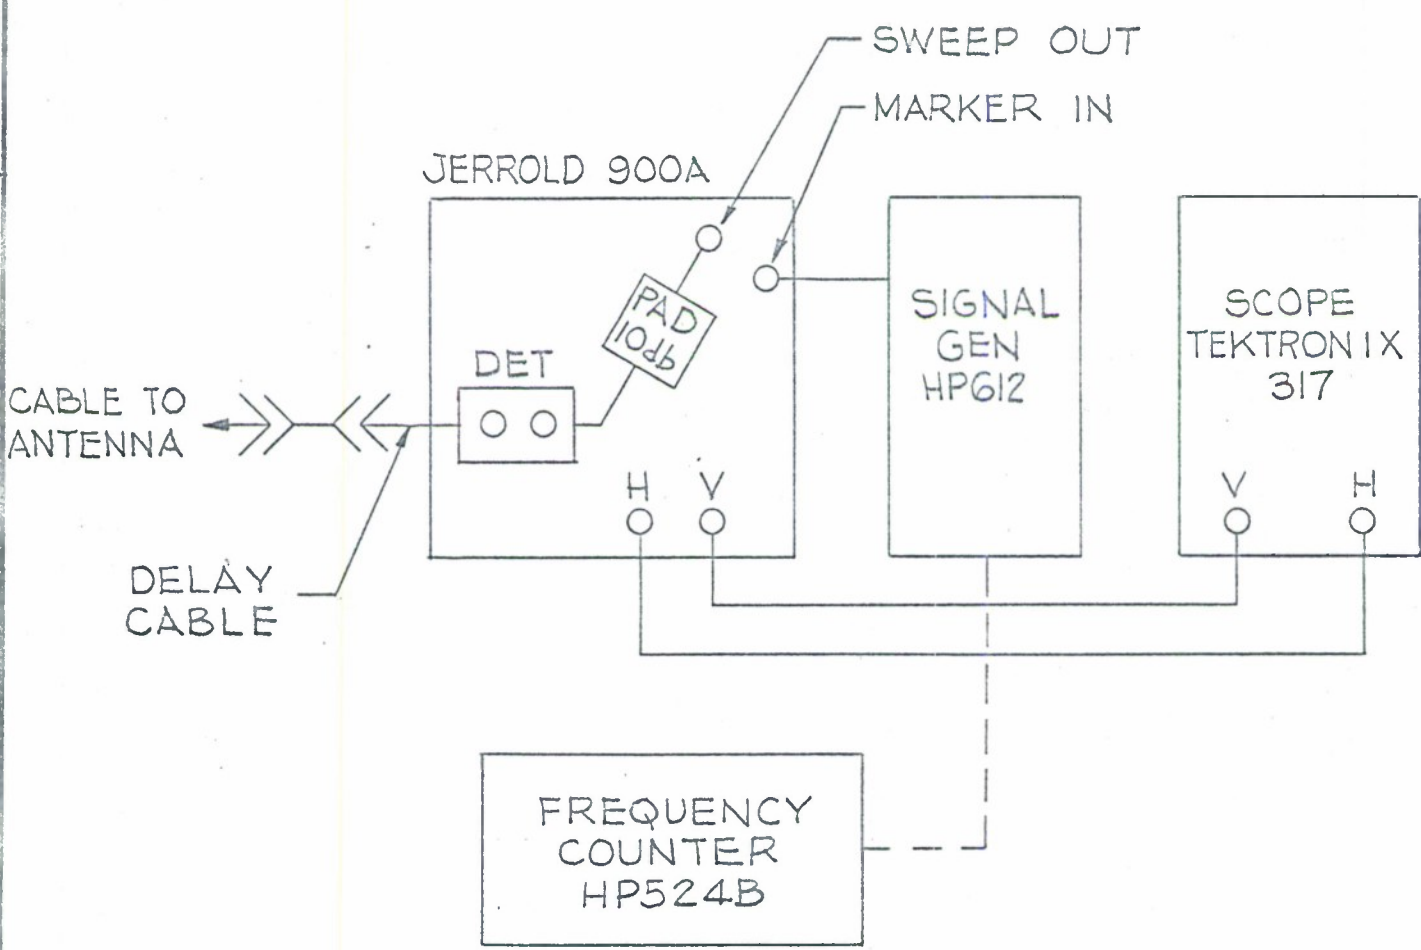 SWEEP OUT
MARKER IN
JERROLD 900A
PAD
10db
DET
SIGNAL
GEN
HP612
SCOPE
TEKTRONIX
317
CABLE TO
ANTENNA
H V
V H
DELAY
CABLE
FREQUENCY
COUNTER
HP524B